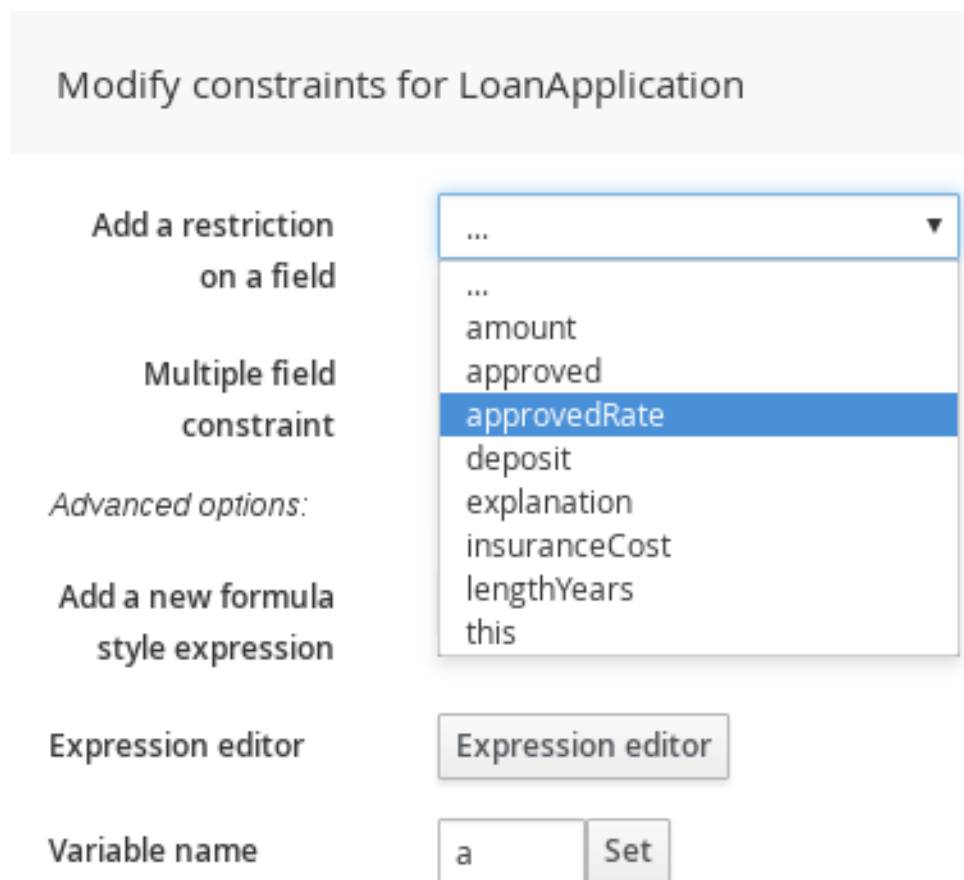 Modify constraints for LoanApplication
Add a restriction
on a field
...
...
amount
approved
approvedRate
deposit
explanation
insuranceCost
lengthYears
this
Multiple field
constraint
Advanced options:
Add a new formula
style expression
Expression editor
Expression editor
Variable name
a
Set